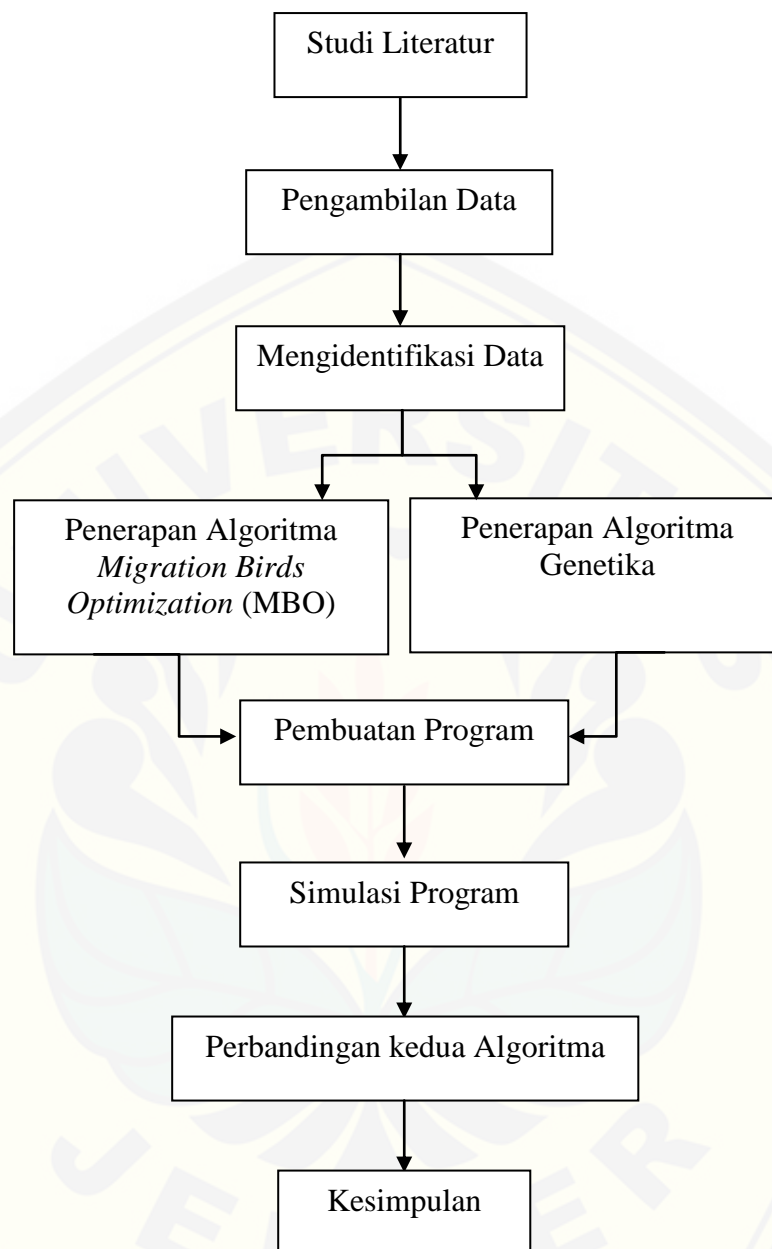 Studi Literatur
Pengambilan Data
Mengidentifikasi Data
Penerapan Algoritma
Migration Birds
Optimization (MBO)
Penerapan Algoritma
Genetika
Pembuatan Program
Simulasi Program
Perbandingan kedua Algoritma
Kesimpulan